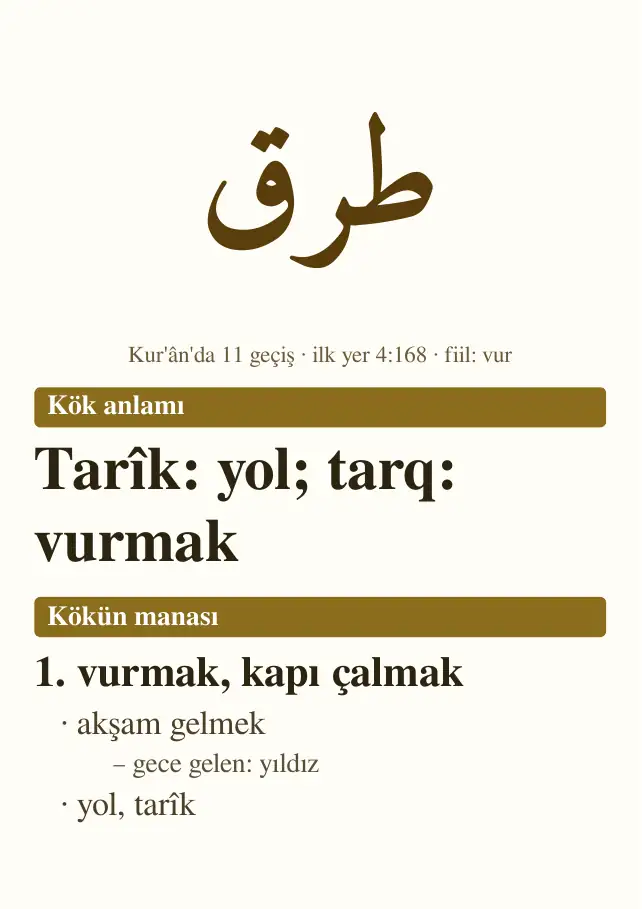 طرق
Kur'ân'da 11 geçiş · ilk yer 4:168 · fiil: vur
Kök anlamı
Tarîk: yol; tarq:
vurmak
Kökün manası
1. vurmak, kapı çalmak
· akşam gelmek
– gece gelen: yıldız
· yol, tarîk